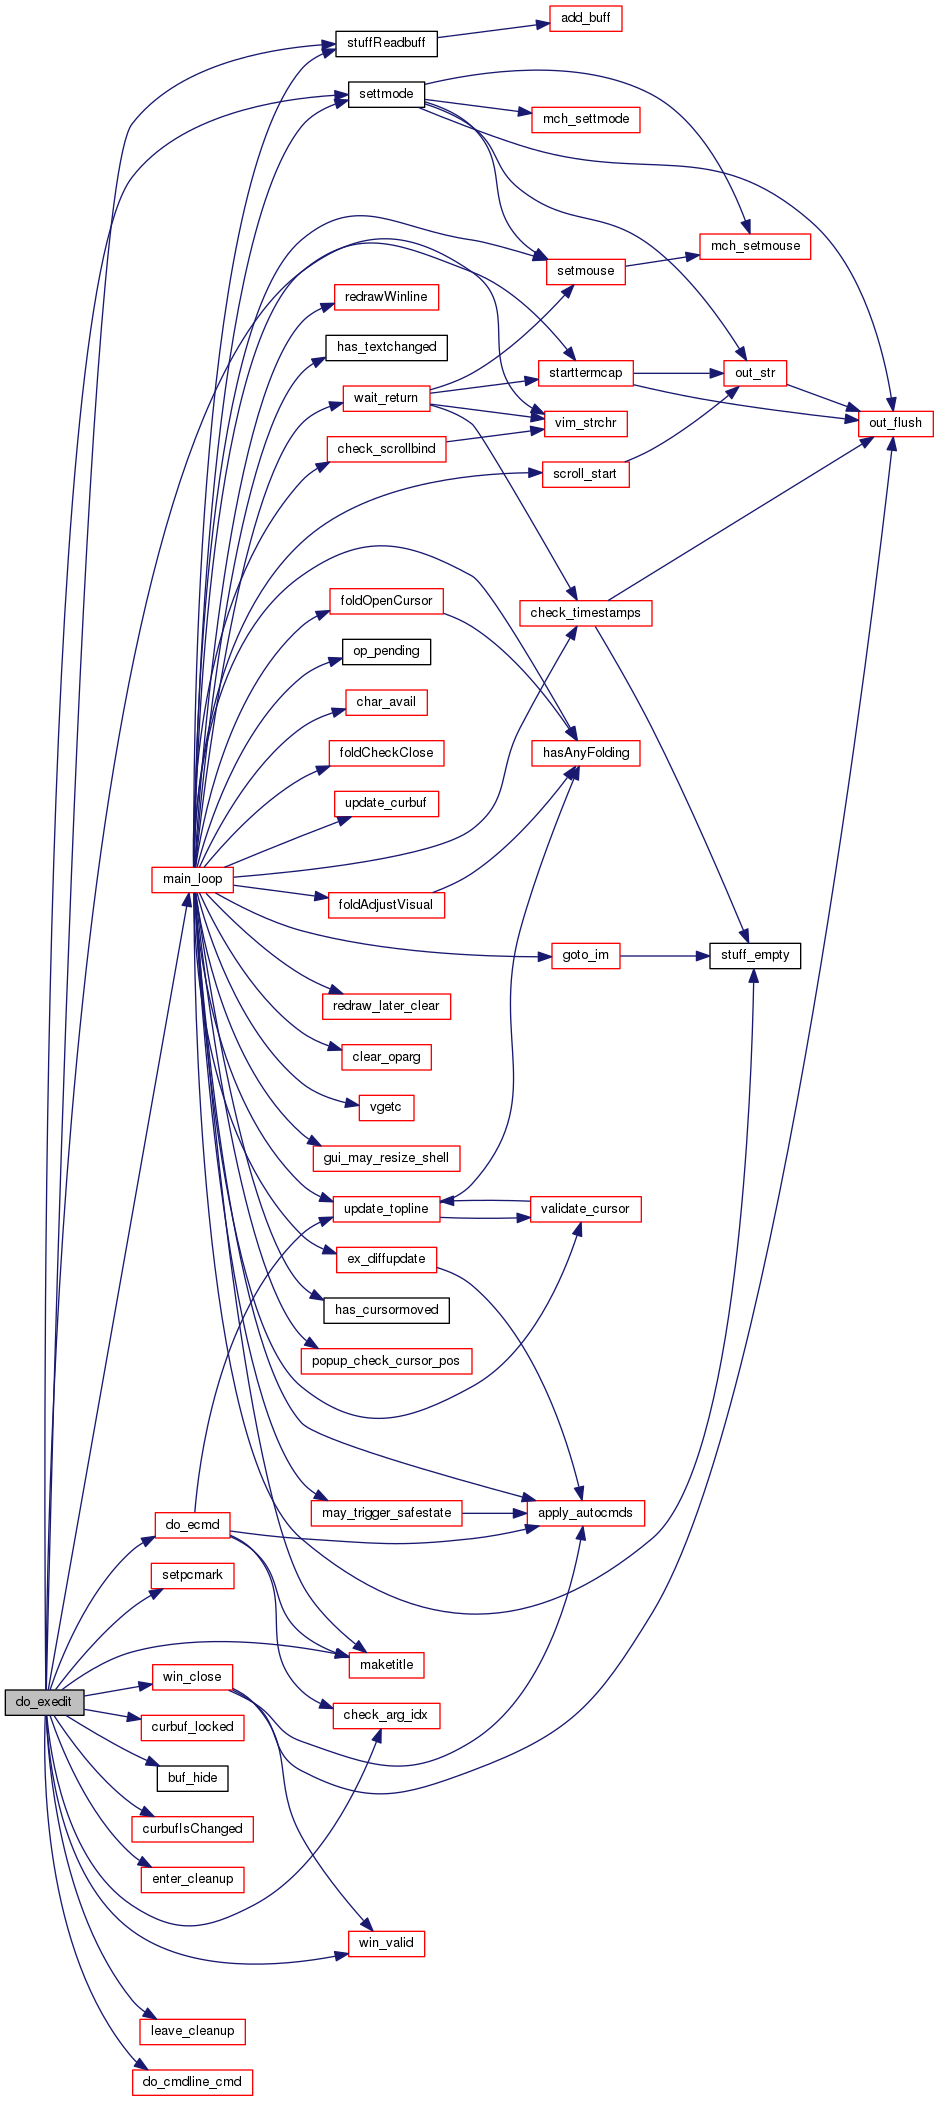 add_buff
stuffReadbuff
settmode
mch_settmode
mch_setmouse
setmouse
redrawWinline
has_textchanged
starttermcap
out_str
wait_return
vim_strchr
out_flush
check_scrollbind
scroll_start
foldOpenCursor
check_timestamps
op_pending
char_avail
foldCheckClose
hasAnyFolding
update_curbuf
main_loop
foldAdjustVisual
goto_im
stuff_empty
redraw_later_clear
clear_oparg
vgetc
gui_may_resize_shell
update_topline
validate_cursor
ex_diffupdate
has_cursormoved
popup_check_cursor_pos
may_trigger_safestate
apply_autocmds
do_ecmd
setpcmark
maketitle
win_close
do_exedit
check_arg_idx
curbuf_locked
buf_hide
curbufIsChanged
enter_cleanup
win_valid
leave_cleanup
do_cmdline_cmd